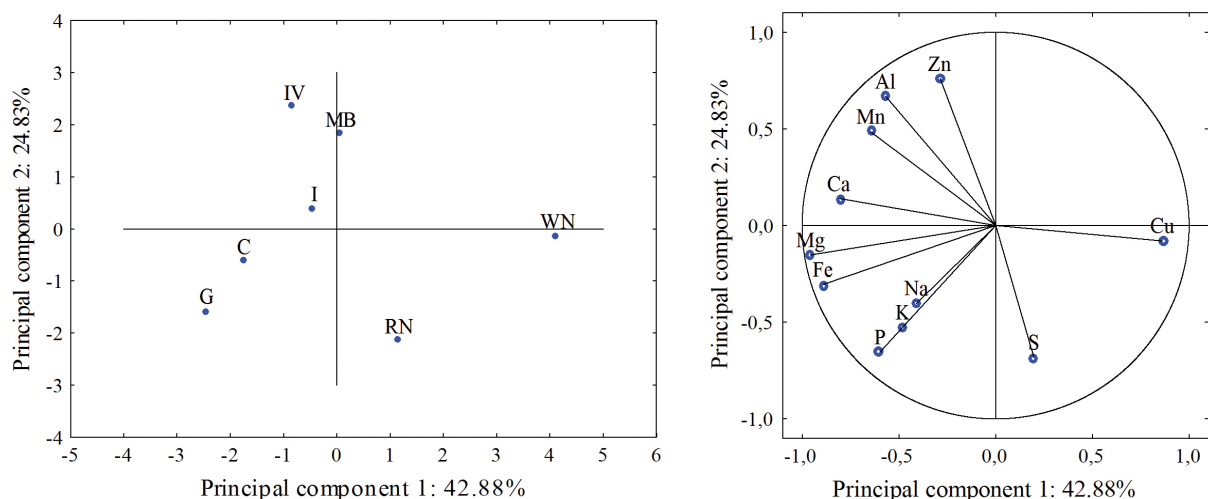 Principal component 2: 24.83%
4
3
2
1
0
-1
-2
-3
-4
IV
MB
I
WN
C
G
RN
-5
-4
-3
-2
-1
0
1
2
3
4
5
6
Principal component 1: 42.88%
Principal component 2: 24.83%
1,0
0,5
0,0
-0,5
-1,0
Zn
Al
Mn
Ca
Cu
Mg
Fe
Na
K
P
S
-1,0
-0,5
0,0
0,5
1,0
Principal component 1: 42.88%